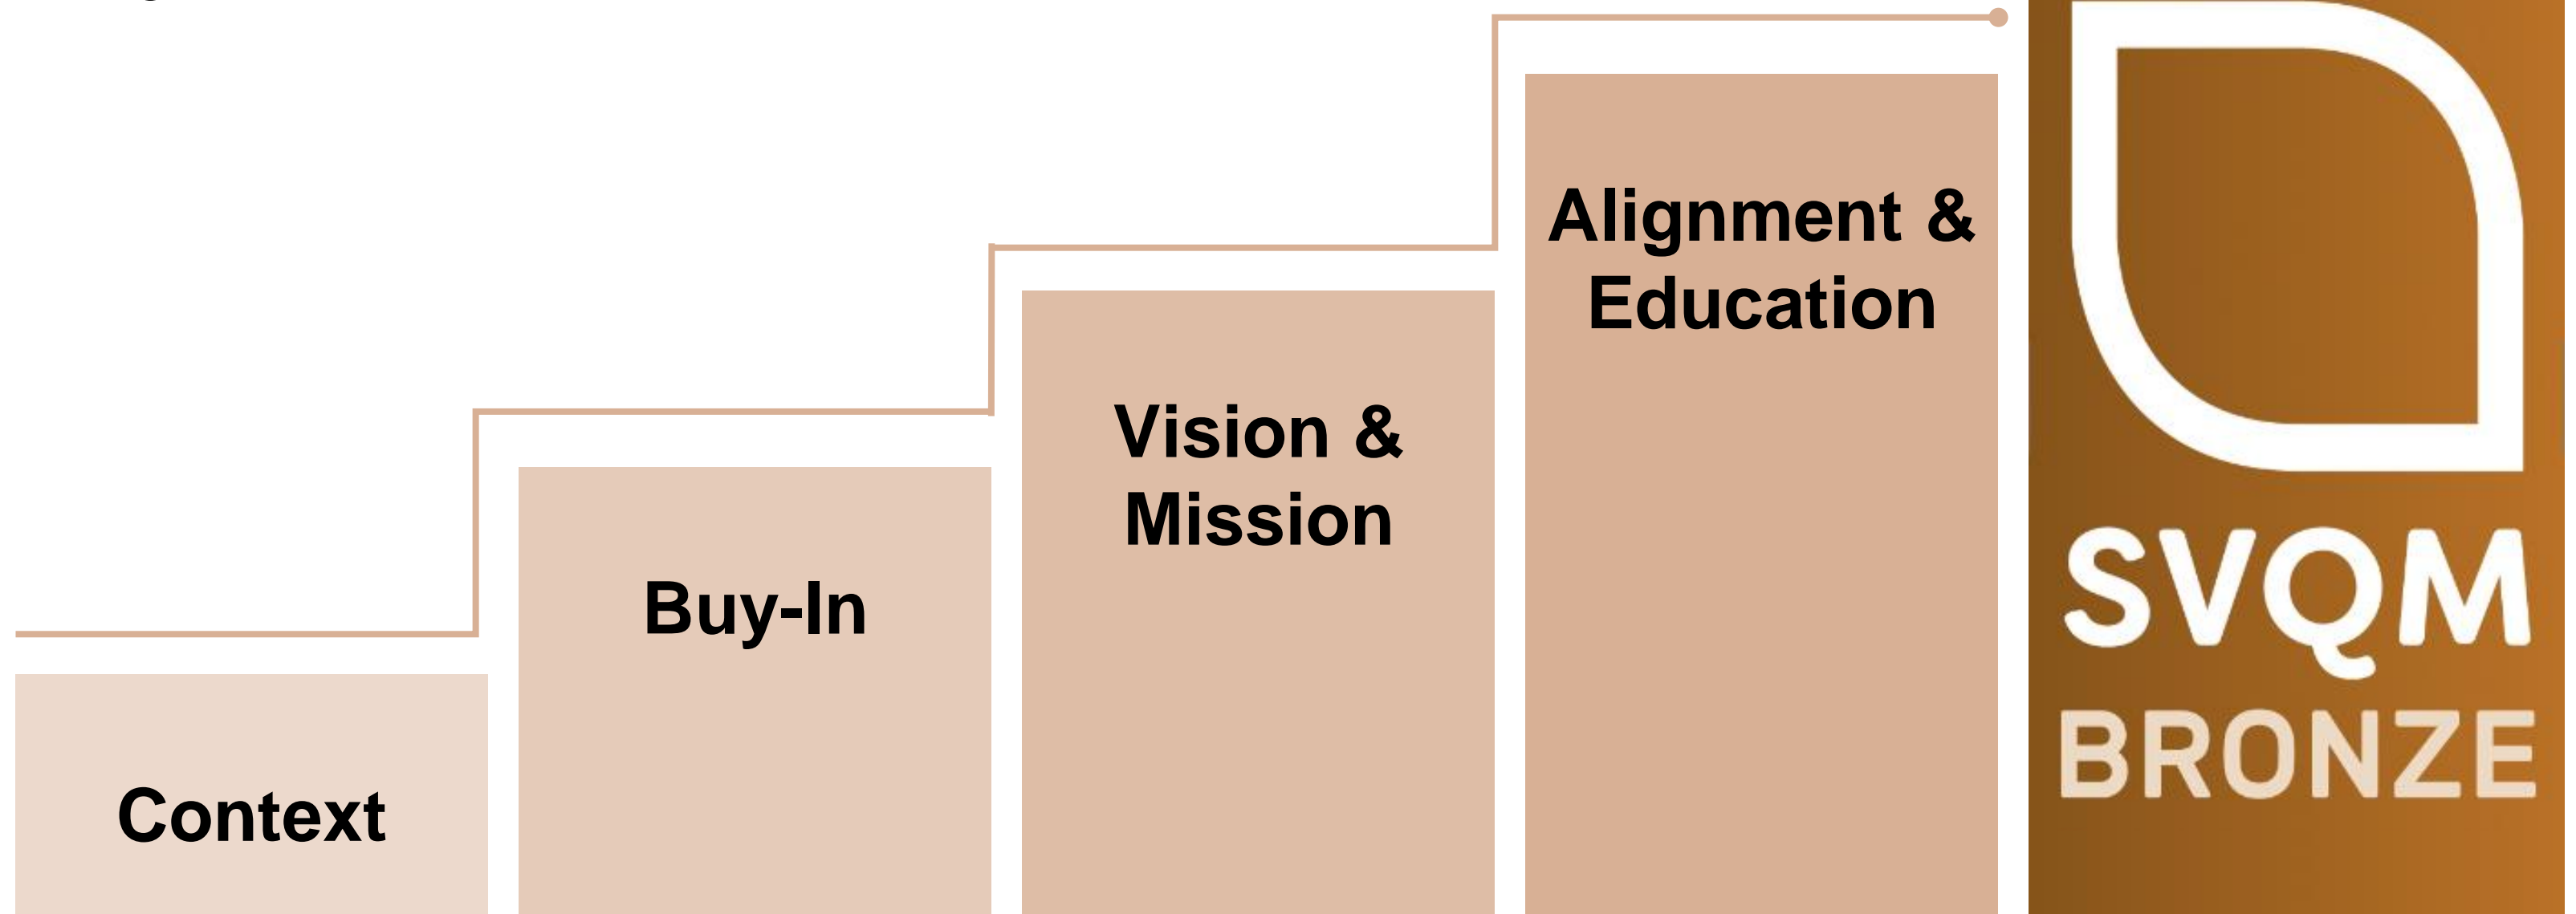 Context
Buy-In
Vision &
Mission
Alignment &
Education
SVQM
BRONZE